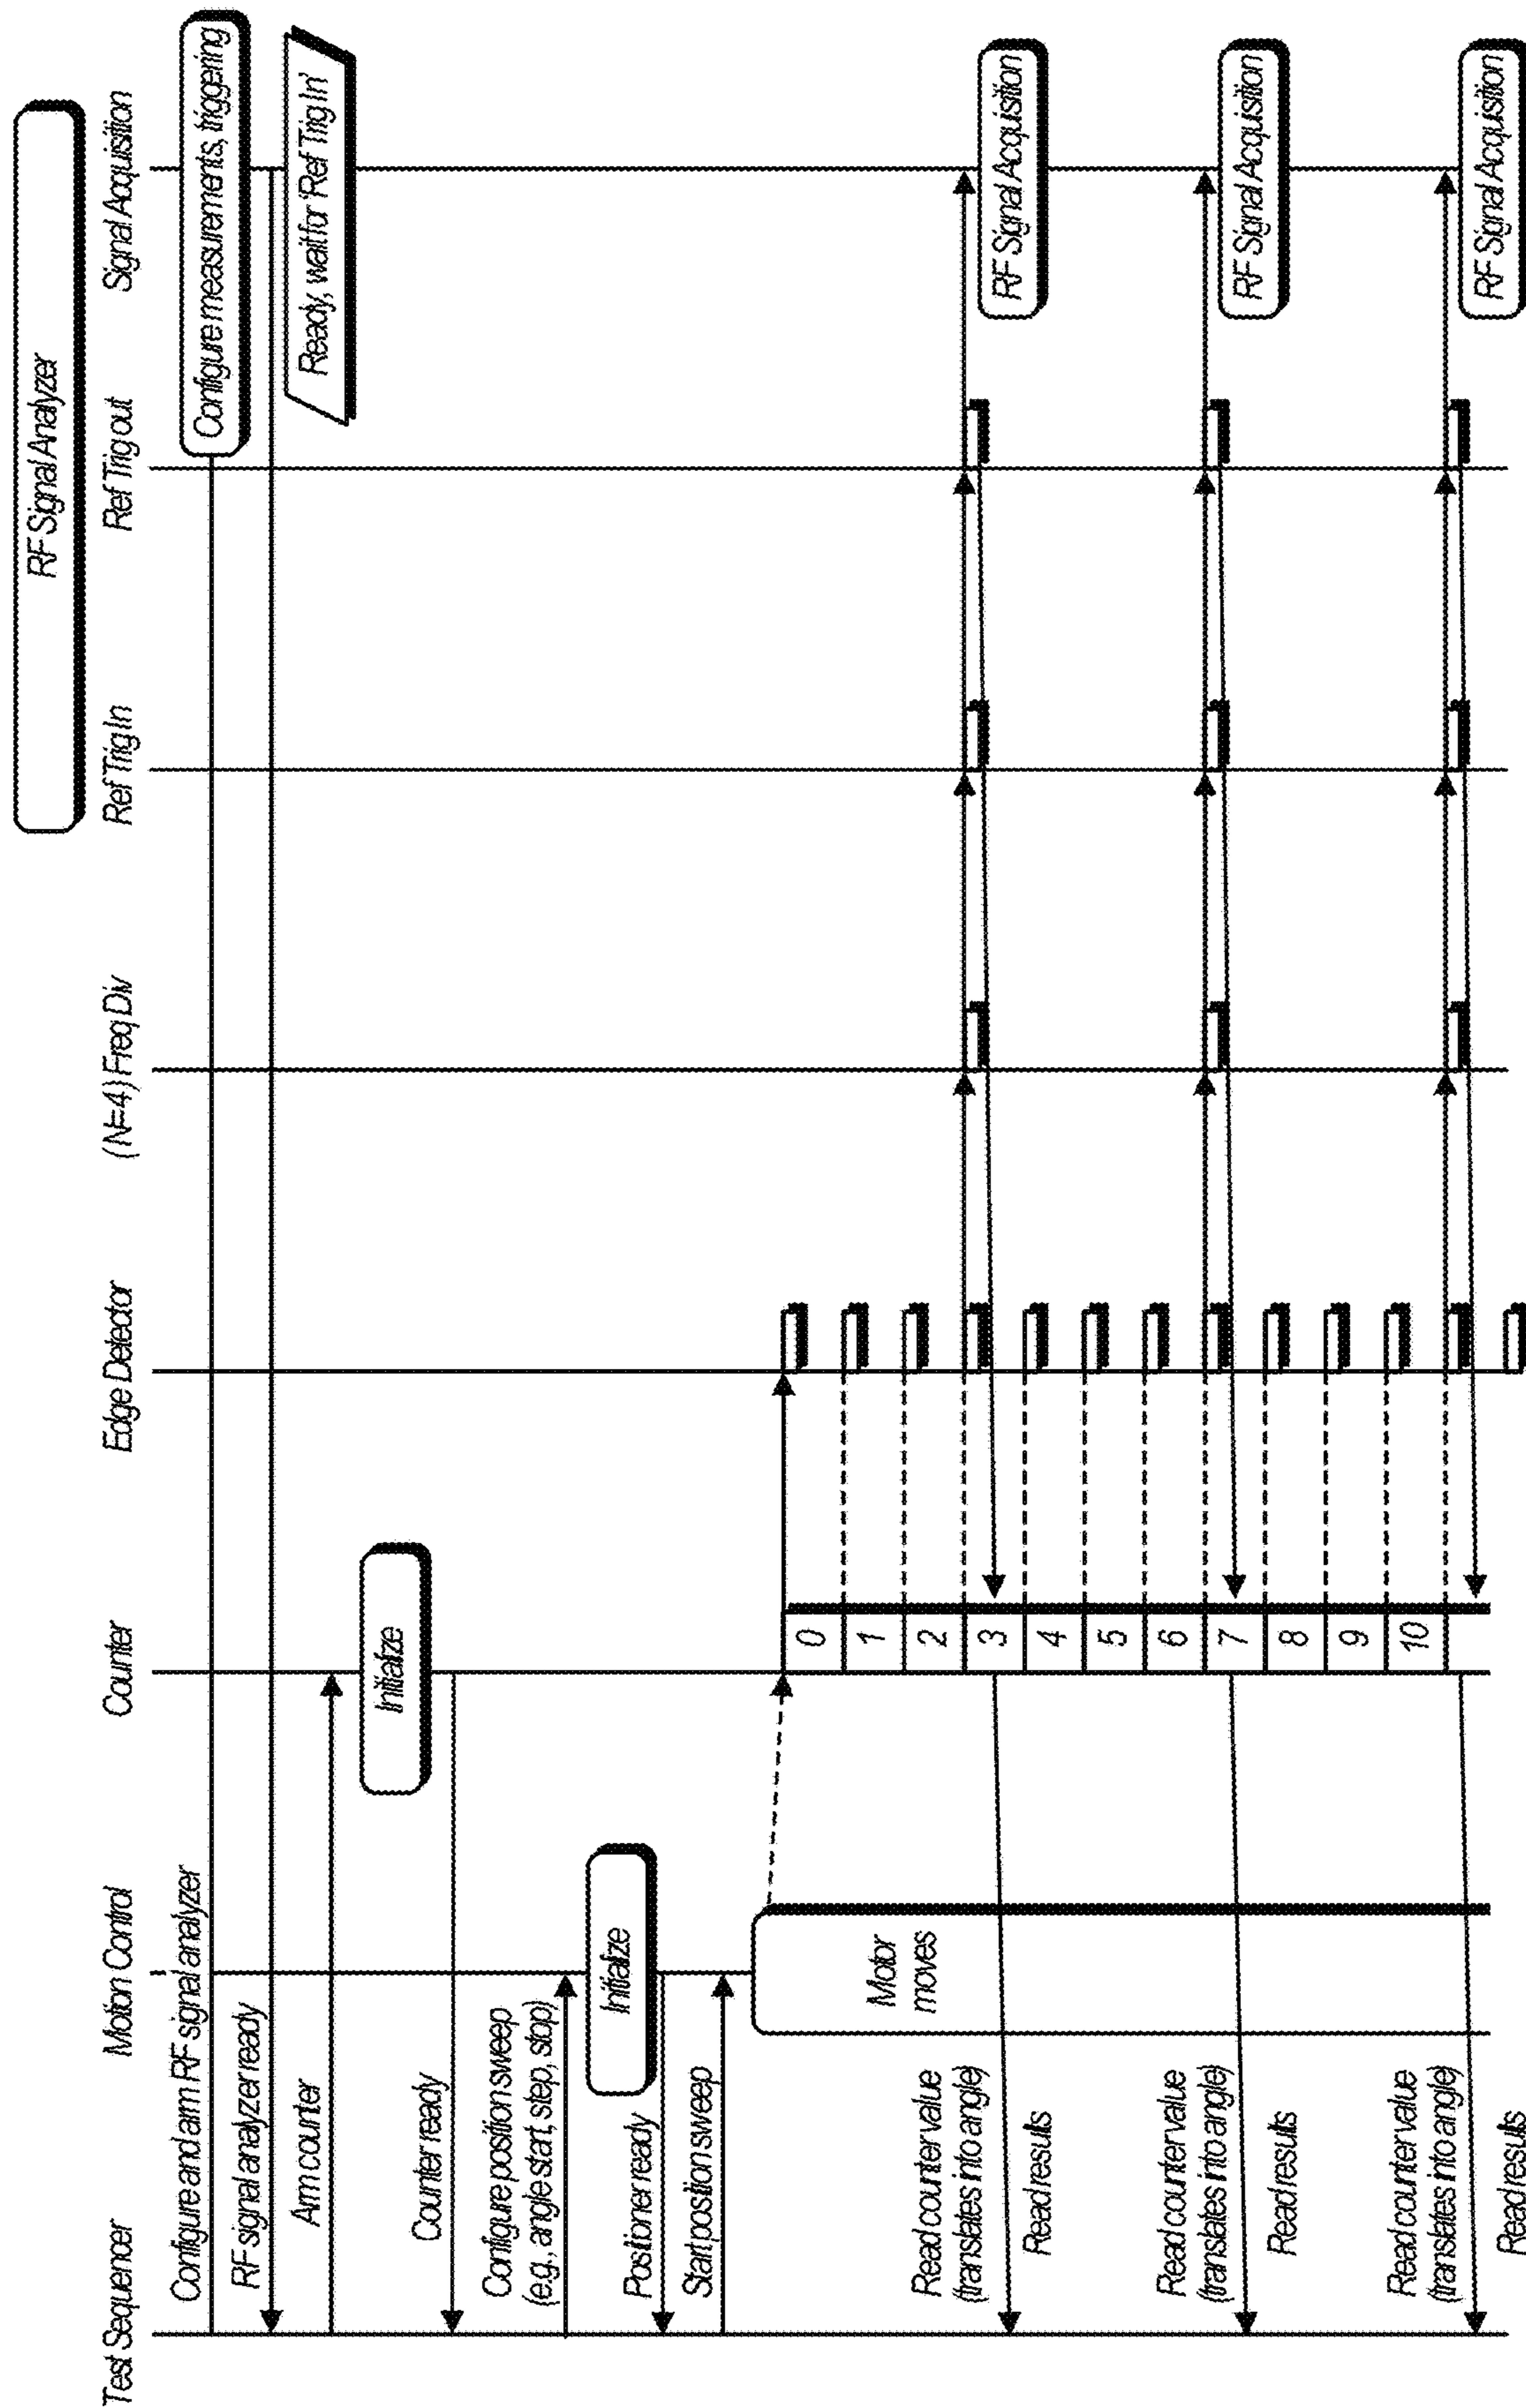 RF Signal Analyzer
Test Sequencer
Motion Control
Counter
Edge Detector
(N=4) Freq Div
Ref Trig In
Ref Trig out
Signal Acquisition
Configure and arm RF signal analyzer
Configure measurements, triggering
RF signal analyzer ready
Ready, wait for 'Ref Trig In'
Arm counter
Initialize
Counter ready
Configure position sweep
(e.g., angle start, step, stop)
Initialize
Positioner ready
Start position sweep
Motor
moves
0
1
2
3
4
5
6
7
8
9
10
Read counter value
(translates into angle)
RF Signal Acquisition
Read results
Read counter value
(translates into angle)
RF Signal Acquisition
Read results
Read counter value
(translates into angle)
RF Signal Acquisition
Read results